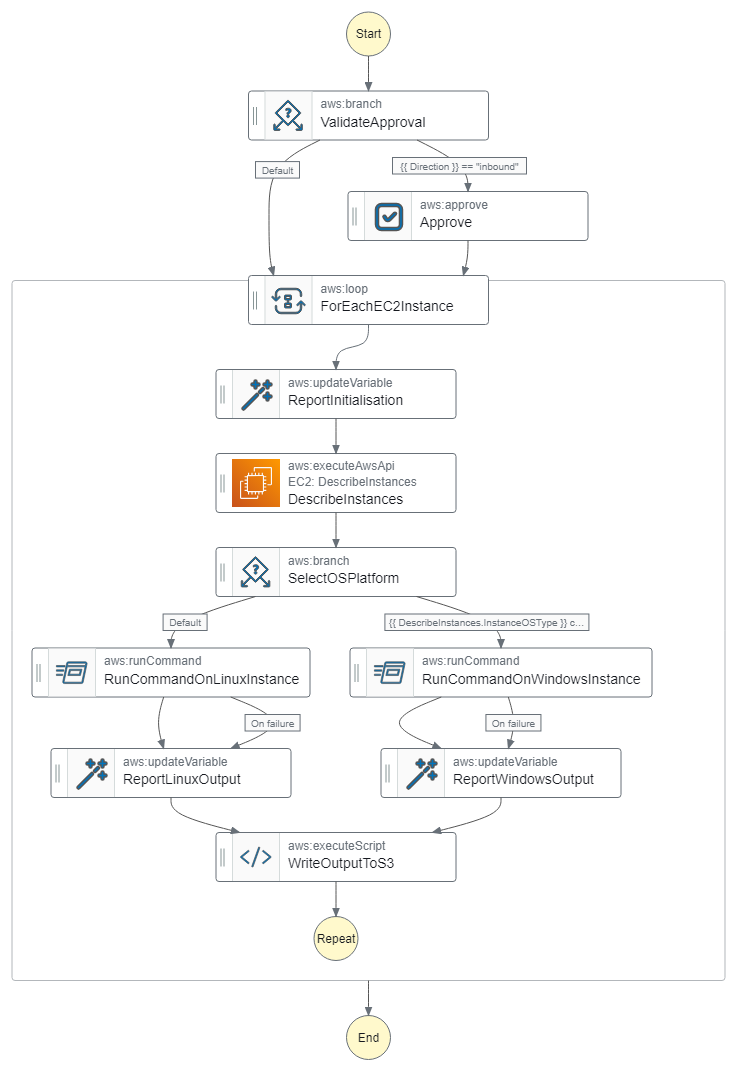 Start
aws:branch
ValidateApproval
Default
{{ Direction }} == "inbound"
aws:approve
Approve
aws:loop
ForEachEC2Instance
aws:updateVariable
ReportInitialisation
aws:executeAwsApi
EC2: DescribeInstances
DescribeInstances
aws:branch
SelectOSPlatform
Default
{{ DescribeInstances.InstanceOSType }} c...
aws:runCommand
RunCommandOnLinuxInstance
aws:runCommand
RunCommandOnWindowsInstance
On failure
On failure
aws:updateVariable
ReportLinuxOutput
aws:updateVariable
ReportWindowsOutput
aws:executeScript
WriteOutputToS3
Repeat
End